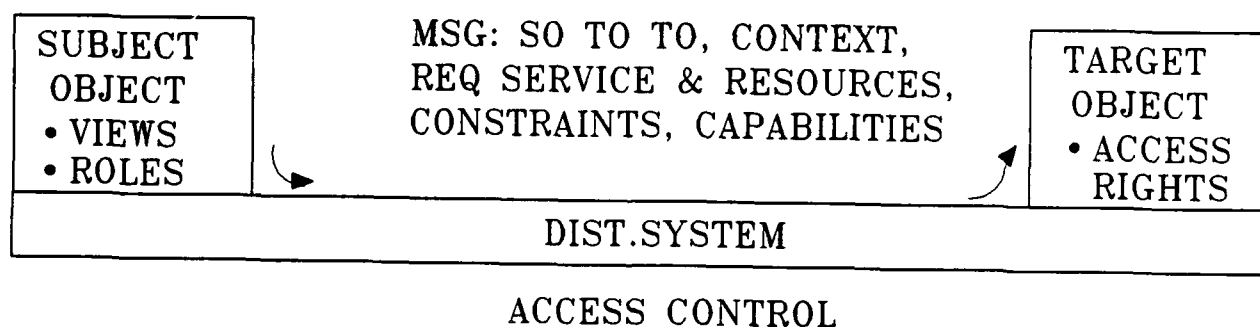 SUBJECT
OBJECT
• VIEWS
• ROLES
MSG: SO TO TO, CONTEXT,
REQ SERVICE & RESOURCES,
CONSTRAINTS, CAPABILITIES
TARGET
OBJECT
• ACCESS
RIGHTS
DIST.SYSTEM
ACCESS CONTROL